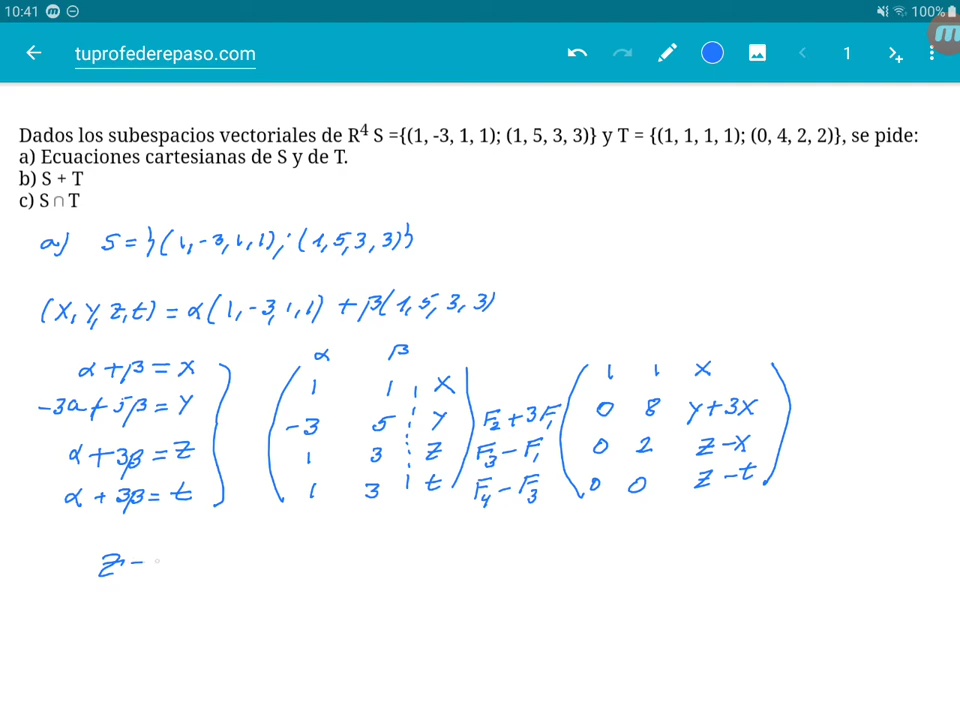 10:41 100%
tuprofederepaso.com 1
Dados los subespacios vectoriales de R⁴ S ={(1, -3, 1, 1); (1, 5, 3, 3)} y T = {(1, 1, 1, 1); (0, 4, 2, 2)}, se pide:
a) Ecuaciones cartesianas de S y de T.
b) S + T
c) S ∩ T
a) S = {(1, -3, 1, 1); (1, 5, 3, 3)}
(x, y, z, t) = α(1, -3, 1, 1) + β(1, 5, 3, 3)
α β
α + β = x
-3α + 5β = y
α + 3β = z
α + 3β = t
1 1 x
-3 5 y
1 3 z
1 3 t
F₂ + 3F₁
F₃ - F₁
F₄ - F₃
1 1 x
0 8 y+3x
0 2 z-x
0 0 z-t
z -